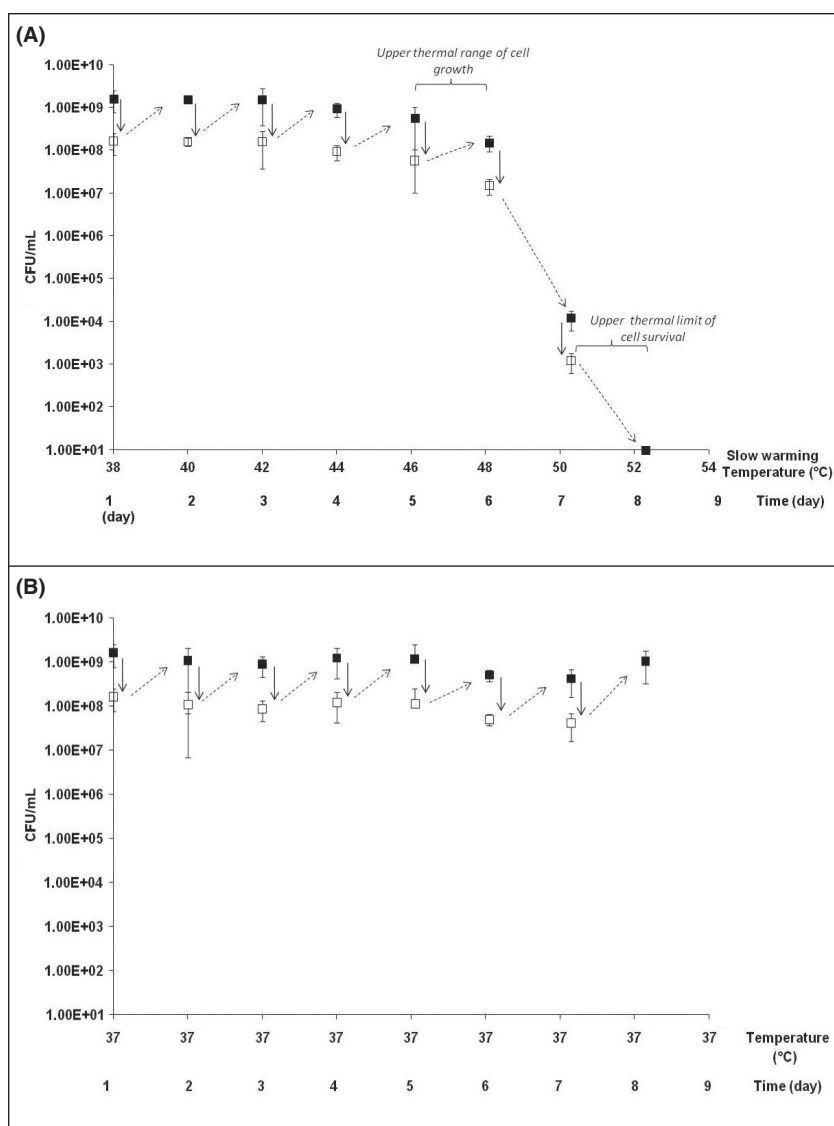 (A)
Upper thermal range of cell
growth
1.00E+10
1.00E+09
1.00E+08
1.00E+07
1.00E+06
1.00E+05
1.00E+04
1.00E+03
1.00E+02
1.00E+01
CFU/mL
Upper thermal limit of
cell survival
38 40 42 44 46 48 50 52 54
Slow warming
Temperature (°C)
1 2 3 4 5 6 7 8 9 Time (day)
(day)
(B)
1.00E+10
1.00E+09
1.00E+08
1.00E+07
1.00E+06
1.00E+05
1.00E+04
1.00E+03
1.00E+02
1.00E+01
CFU/mL
37 37 37 37 37 37 37 37 37 Temperature
(°C)
1 2 3 4 5 6 7 8 9 Time (day)